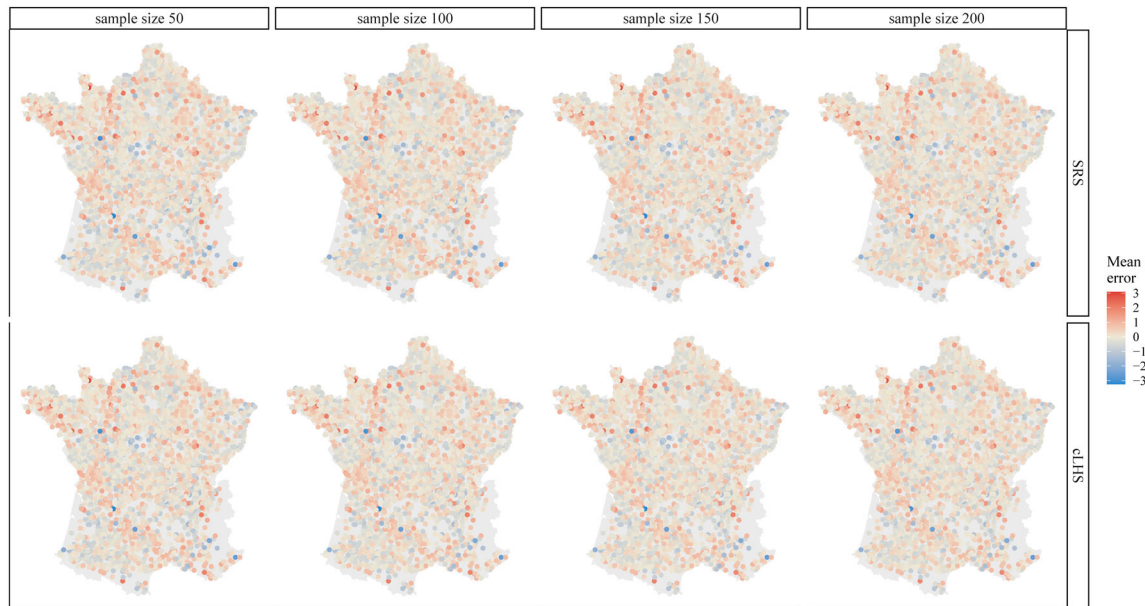 sample size 50
sample size 100
sample size 150
sample size 200
SRS
cLHS
Mean
error
3
2
1
0
−1
−2
−3